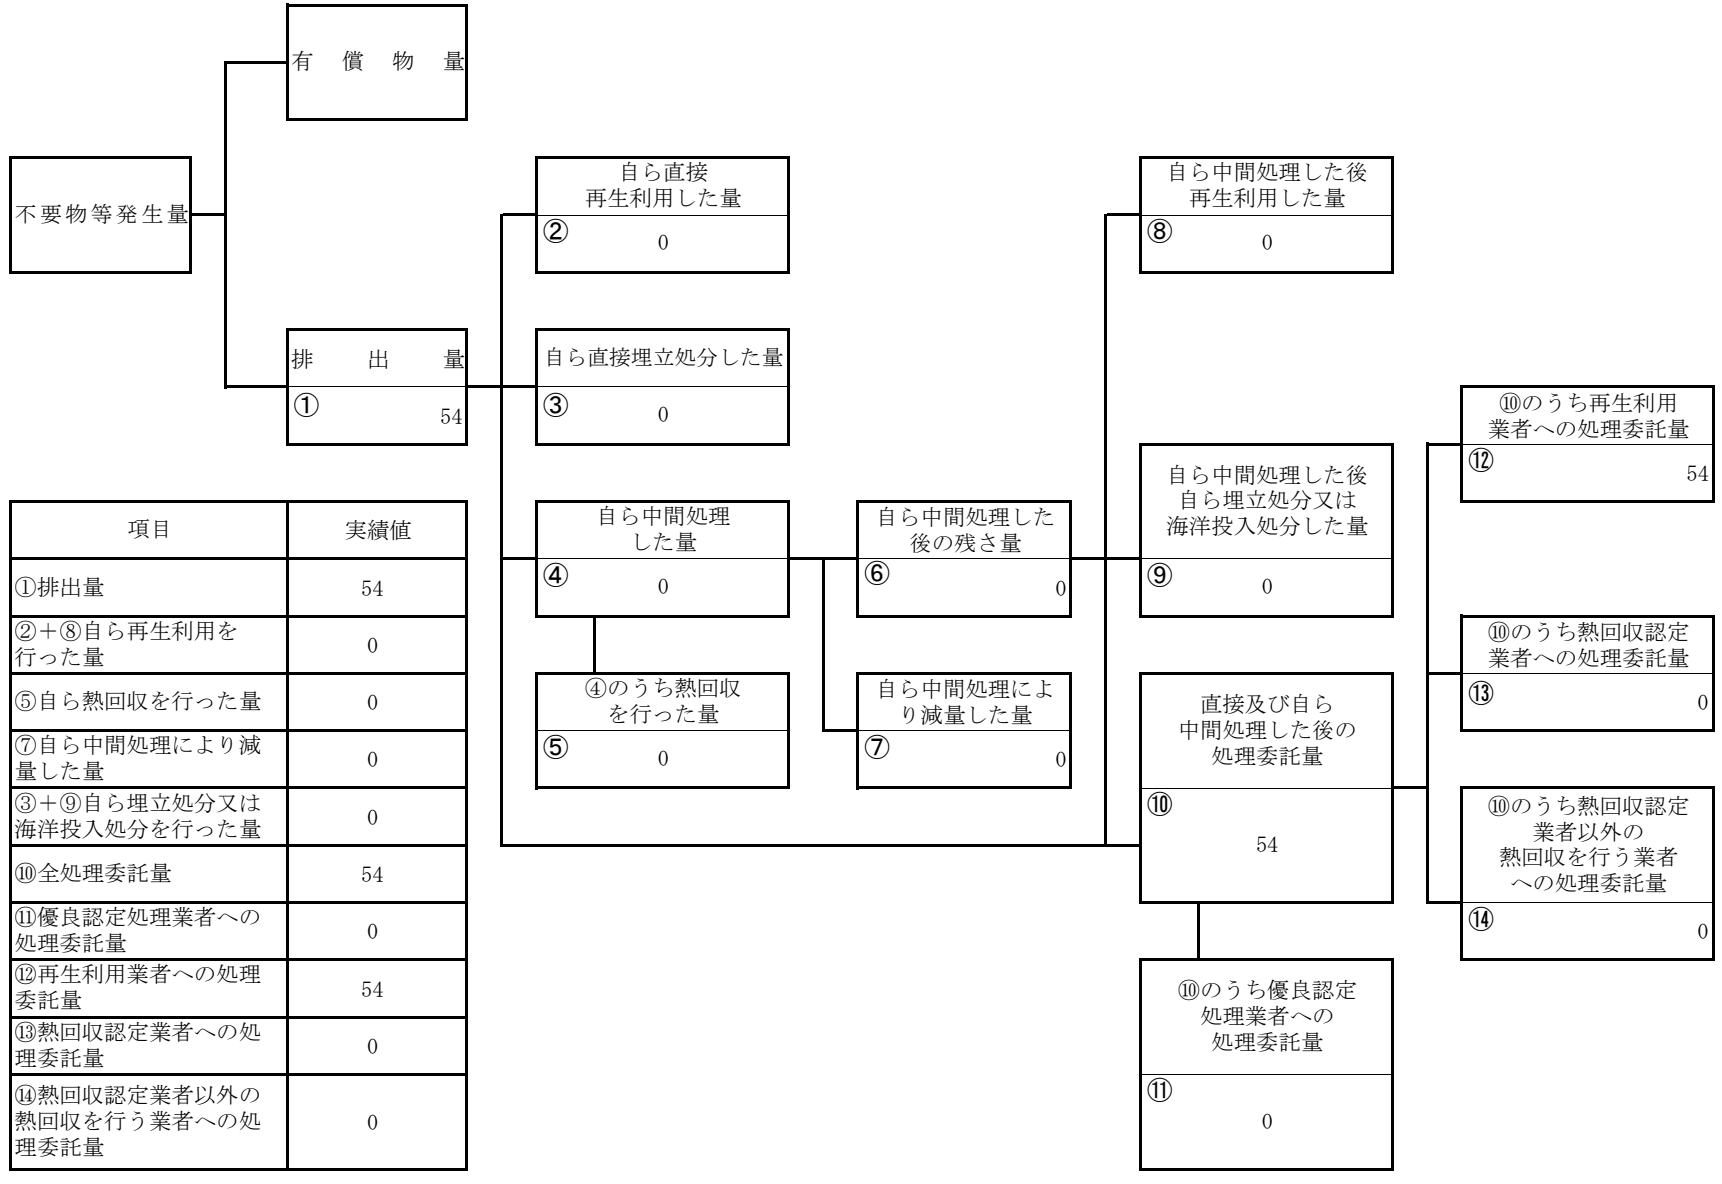 有償物量
不要物等発生量
排出量
①
54
自ら直接
再生利用した量
②
0
自ら直接埋立処分した量
③
0
自ら中間処理
した量
④
0
④のうち熱回収
を行った量
⑤
0
自ら中間処理した
後の残さ量
⑥
0
自ら中間処理によ
り減量した量
⑦
0
自ら中間処理した後
再生利用した量
⑧
0
自ら中間処理した後
自ら埋立処分又は
海洋投入処分した量
⑨
0
直接及び自ら
中間処理した後の
処理委託量
⑩
54
⑩のうち優良認定
処理業者への
処理委託量
⑪
0
⑩のうち再生利用
業者への処理委託量
⑫
54
⑩のうち熱回収認定
業者への処理委託量
⑬
0
⑩のうち熱回収認定
業者以外の
熱回収を行う業者
への処理委託量
⑭
0
項目 実績値
①排出量 54
②＋⑧自ら再生利用を
行った量 0
⑤自ら熱回収を行った量 0
⑦自ら中間処理により減
量した量 0
③＋⑨自ら埋立処分又は
海洋投入処分を行った量 0
⑩全処理委託量 54
⑪優良認定処理業者への
処理委託量 0
⑫再生利用業者への処理
委託量 54
⑬熱回収認定業者への処
理委託量 0
⑭熱回収認定業者以外の
熱回収を行う業者への処
理委託量 0